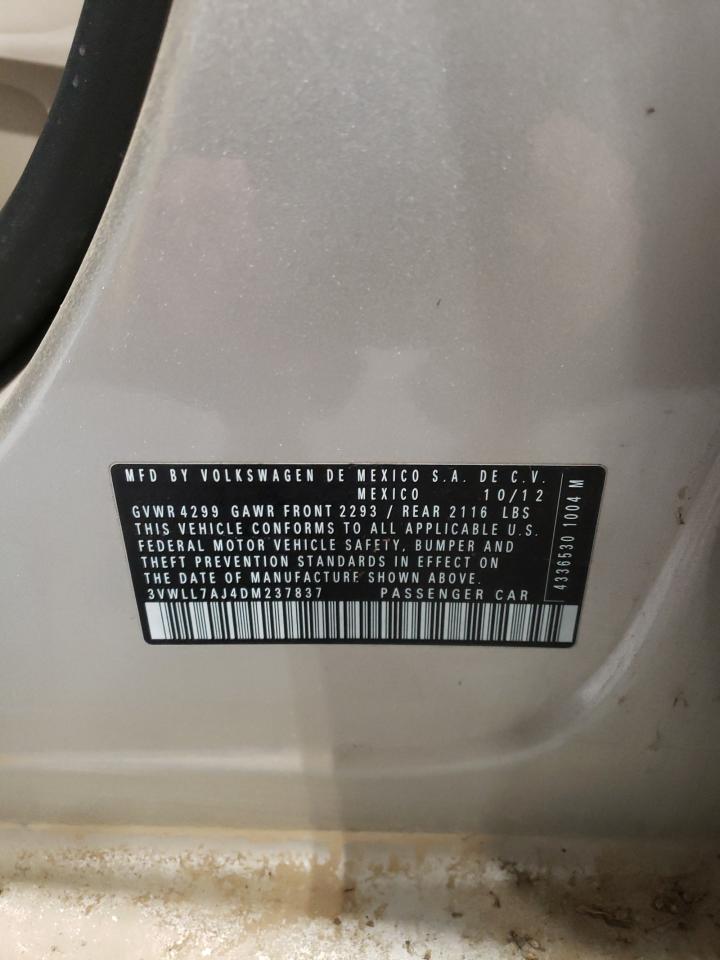 MFD BY VOLKSWAGEN DE MEXICO S.A. DE C.V.
MEXICO 10/12
GVWR 4299 GAWR FRONT 2293 / REAR 2116 LBS
THIS VEHICLE CONFORMS TO ALL APPLICABLE U.S.
FEDERAL MOTOR VEHICLE SAFETY, BUMPER AND
THEFT PREVENTION STANDARDS IN EFFECT ON
THE DATE OF MANUFACTURE SHOWN ABOVE.
3VWLL7AJ4DM237837 PASSENGER CAR
4336530 1004 M